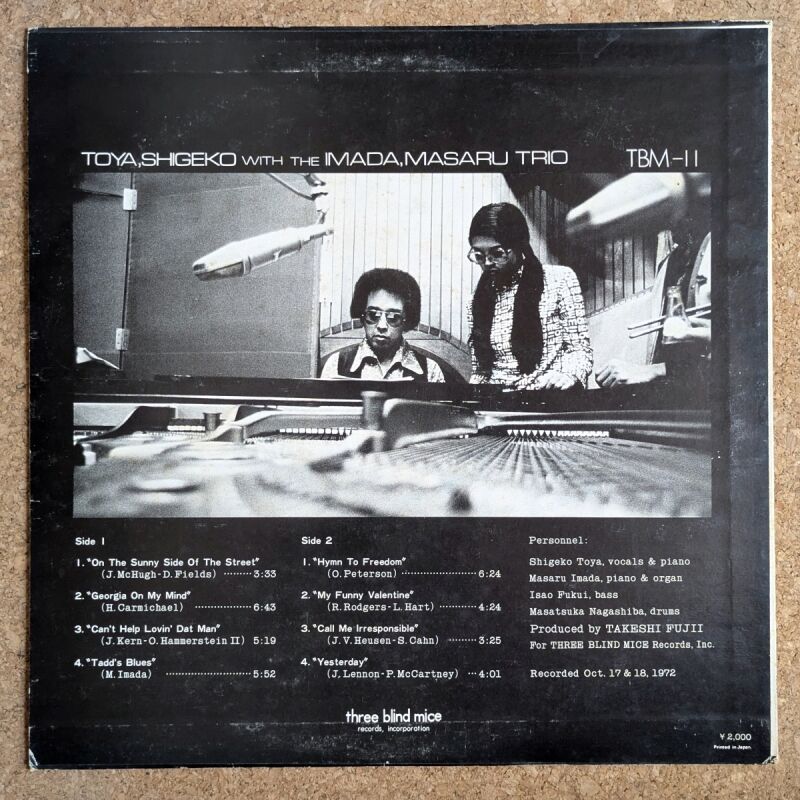 TOYA,SHIGEKO WITH THE IMADA,MASARU TRIO TBM-11
Side 1
1. "On The Sunny Side Of The Street"
(J.McHugh-D.Fields) ········ 3:33
2. "Georgia On My Mind"
(H.Carmichael) ················ 6:43
3. "Can't Help Lovin' Dat Man"
(J.Kern-O.Hammerstein II) 5:19
4. "Tadd's Blues"
(M.Imada) ························ 5:52
Side 2
1. "Hymn To Freedom"
(O.Peterson) ························ 6:24
2. "My Funny Valentine"
(R.Rodgers-L.Hart) ············ 4:24
3. "Call Me Irresponsible"
(J.V.Heusen-S.Cahn) ········ 3:25
4. "Yesterday"
(J,Lennon-P.McCartney) ··· 4:01
Personnel:
Shigeko Toya, vocals & piano
Masaru Imada, piano & organ
Isao Fukui, bass
Masatsuka Nagashiba, drums
Produced by TAKESHI FUJII
For THREE BLIND MICE Records, Inc.
Recorded Oct. 17 & 18, 1972
three blind mice
records, incorporation
¥2,000
Printed in Japan.